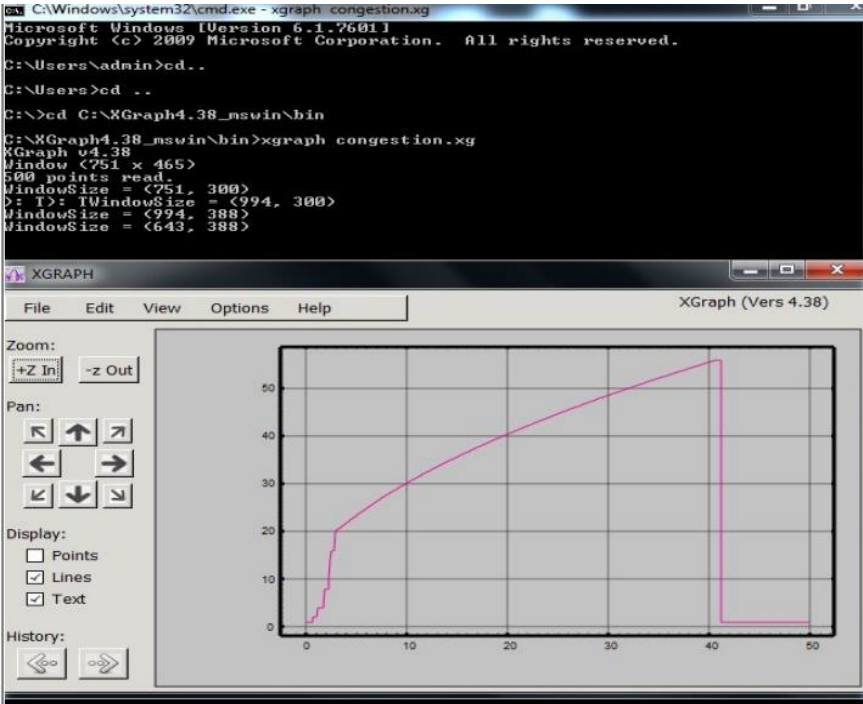 C:\Windows\system32\cmd.exe - xgraph congestion.xg
Microsoft Windows [Version 6.1.7601]
Copyright (c) 2009 Microsoft Corporation. All rights reserved.
C:\Users\admin>cd..
C:\Users>cd ..
C:\>cd C:\XGraph4.38_mswin\bin
C:\XGraph4.38_mswin\bin>xgraph congestion.xg
XGraph v4.38
Window (751 x 465)
500 points read.
WindowSize = (751, 300)
): T): TWindowSize = (994, 300)
WindowSize = (994, 388)
WindowSize = (643, 388)
XGRAPH
File Edit View Options Help XGraph (Vers 4.38)
Zoom:
+Z In -z Out
Pan:
Display:
Points
Lines
Text
History:
50
40
30
20
10
0
0 10 20 30 40 50